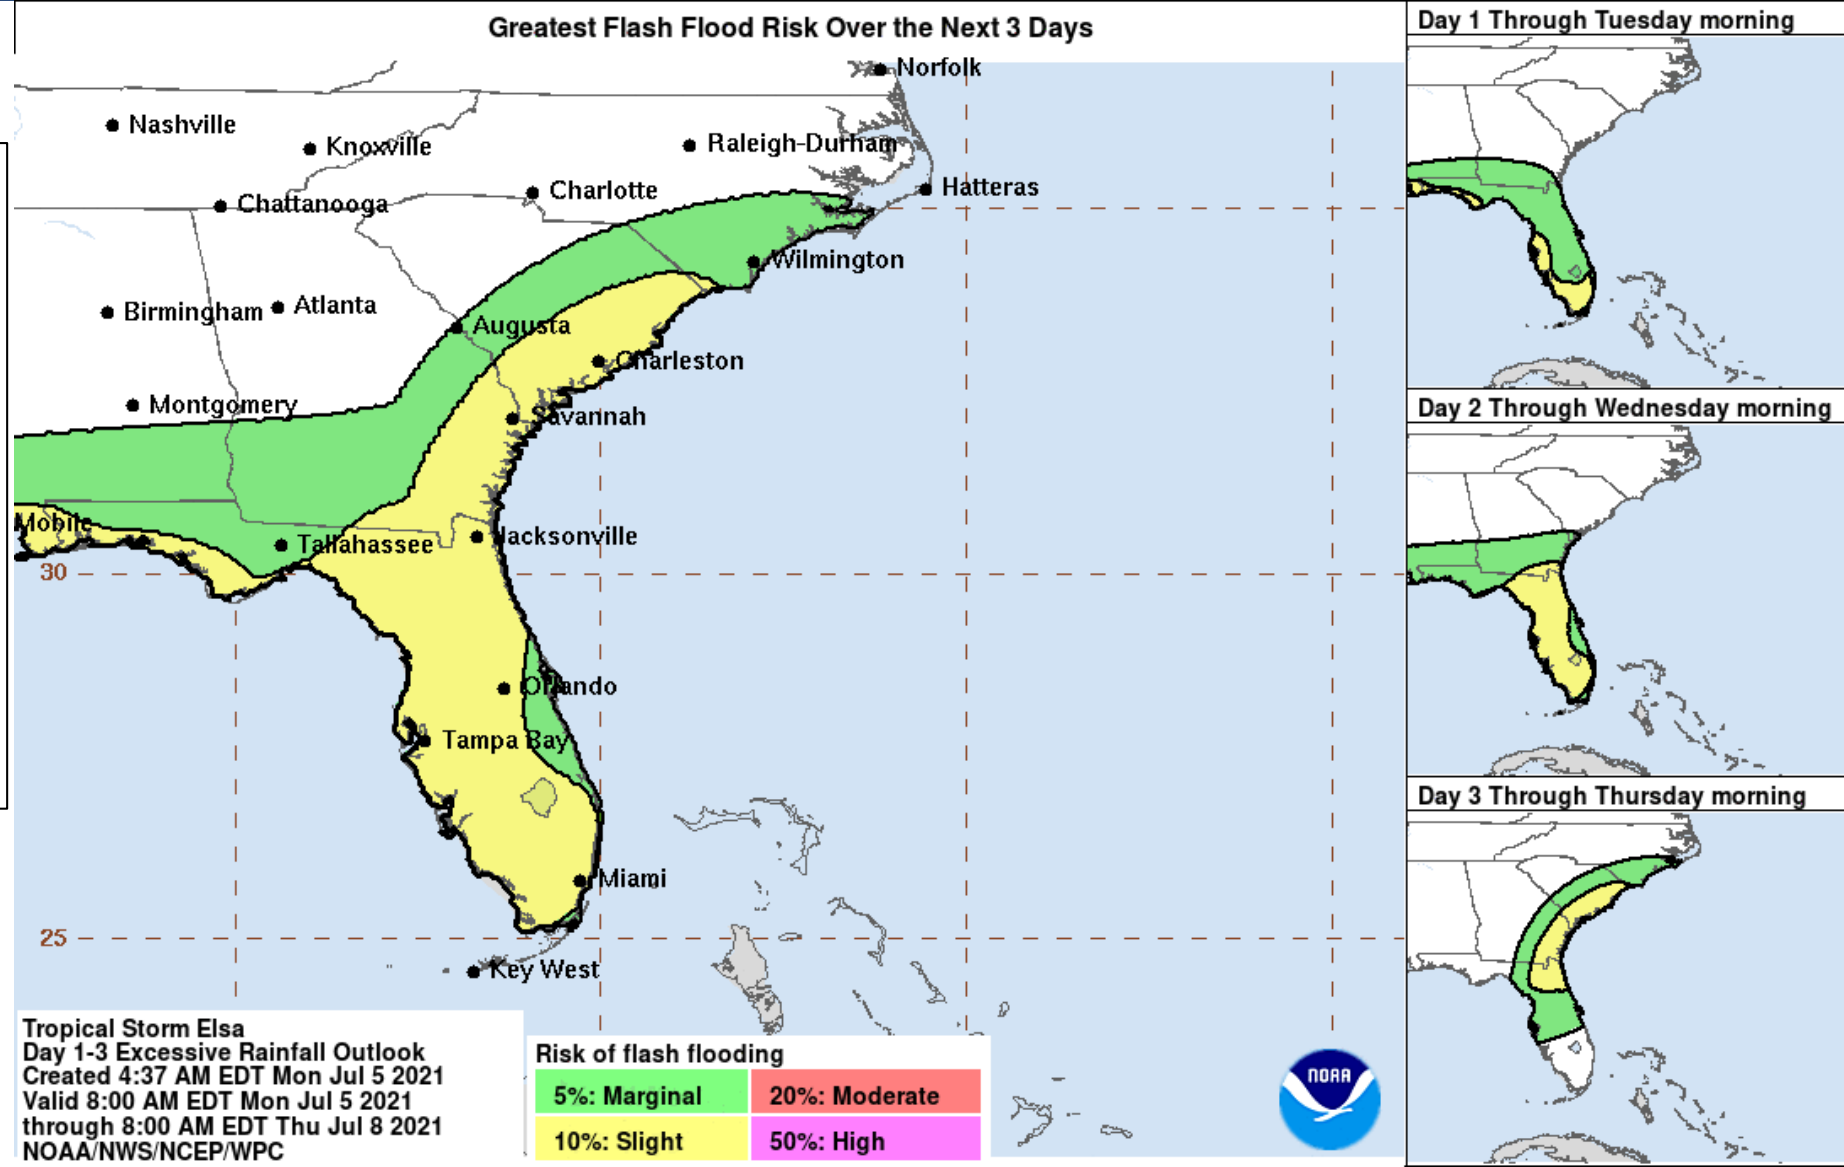 Greatest Flash Flood Risk Over the Next 3 Days
Norfolk
Nashville
Knoxville
Raleigh-Durham
Chattanooga
Charlotte
Hatteras
Wilmington
Birmingham
Atlanta
Augusta
Charleston
Montgomery
Savannah
Mobile
Tallahassee
Jacksonville
30
Orlando
Tampa Bay
Miami
25
Key West
Tropical Storm Elsa
Day 1-3 Excessive Rainfall Outlook
Created 4:37 AM EDT Mon Jul 5 2021
Valid 8:00 AM EDT Mon Jul 5 2021
through 8:00 AM EDT Thu Jul 8 2021
NOAA/NWS/NCEP/WPC
Risk of flash flooding
5%: Marginal
20%: Moderate
10%: Slight
50%: High
NOAA
Day 1 Through Tuesday morning
Day 2 Through Wednesday morning
Day 3 Through Thursday morning